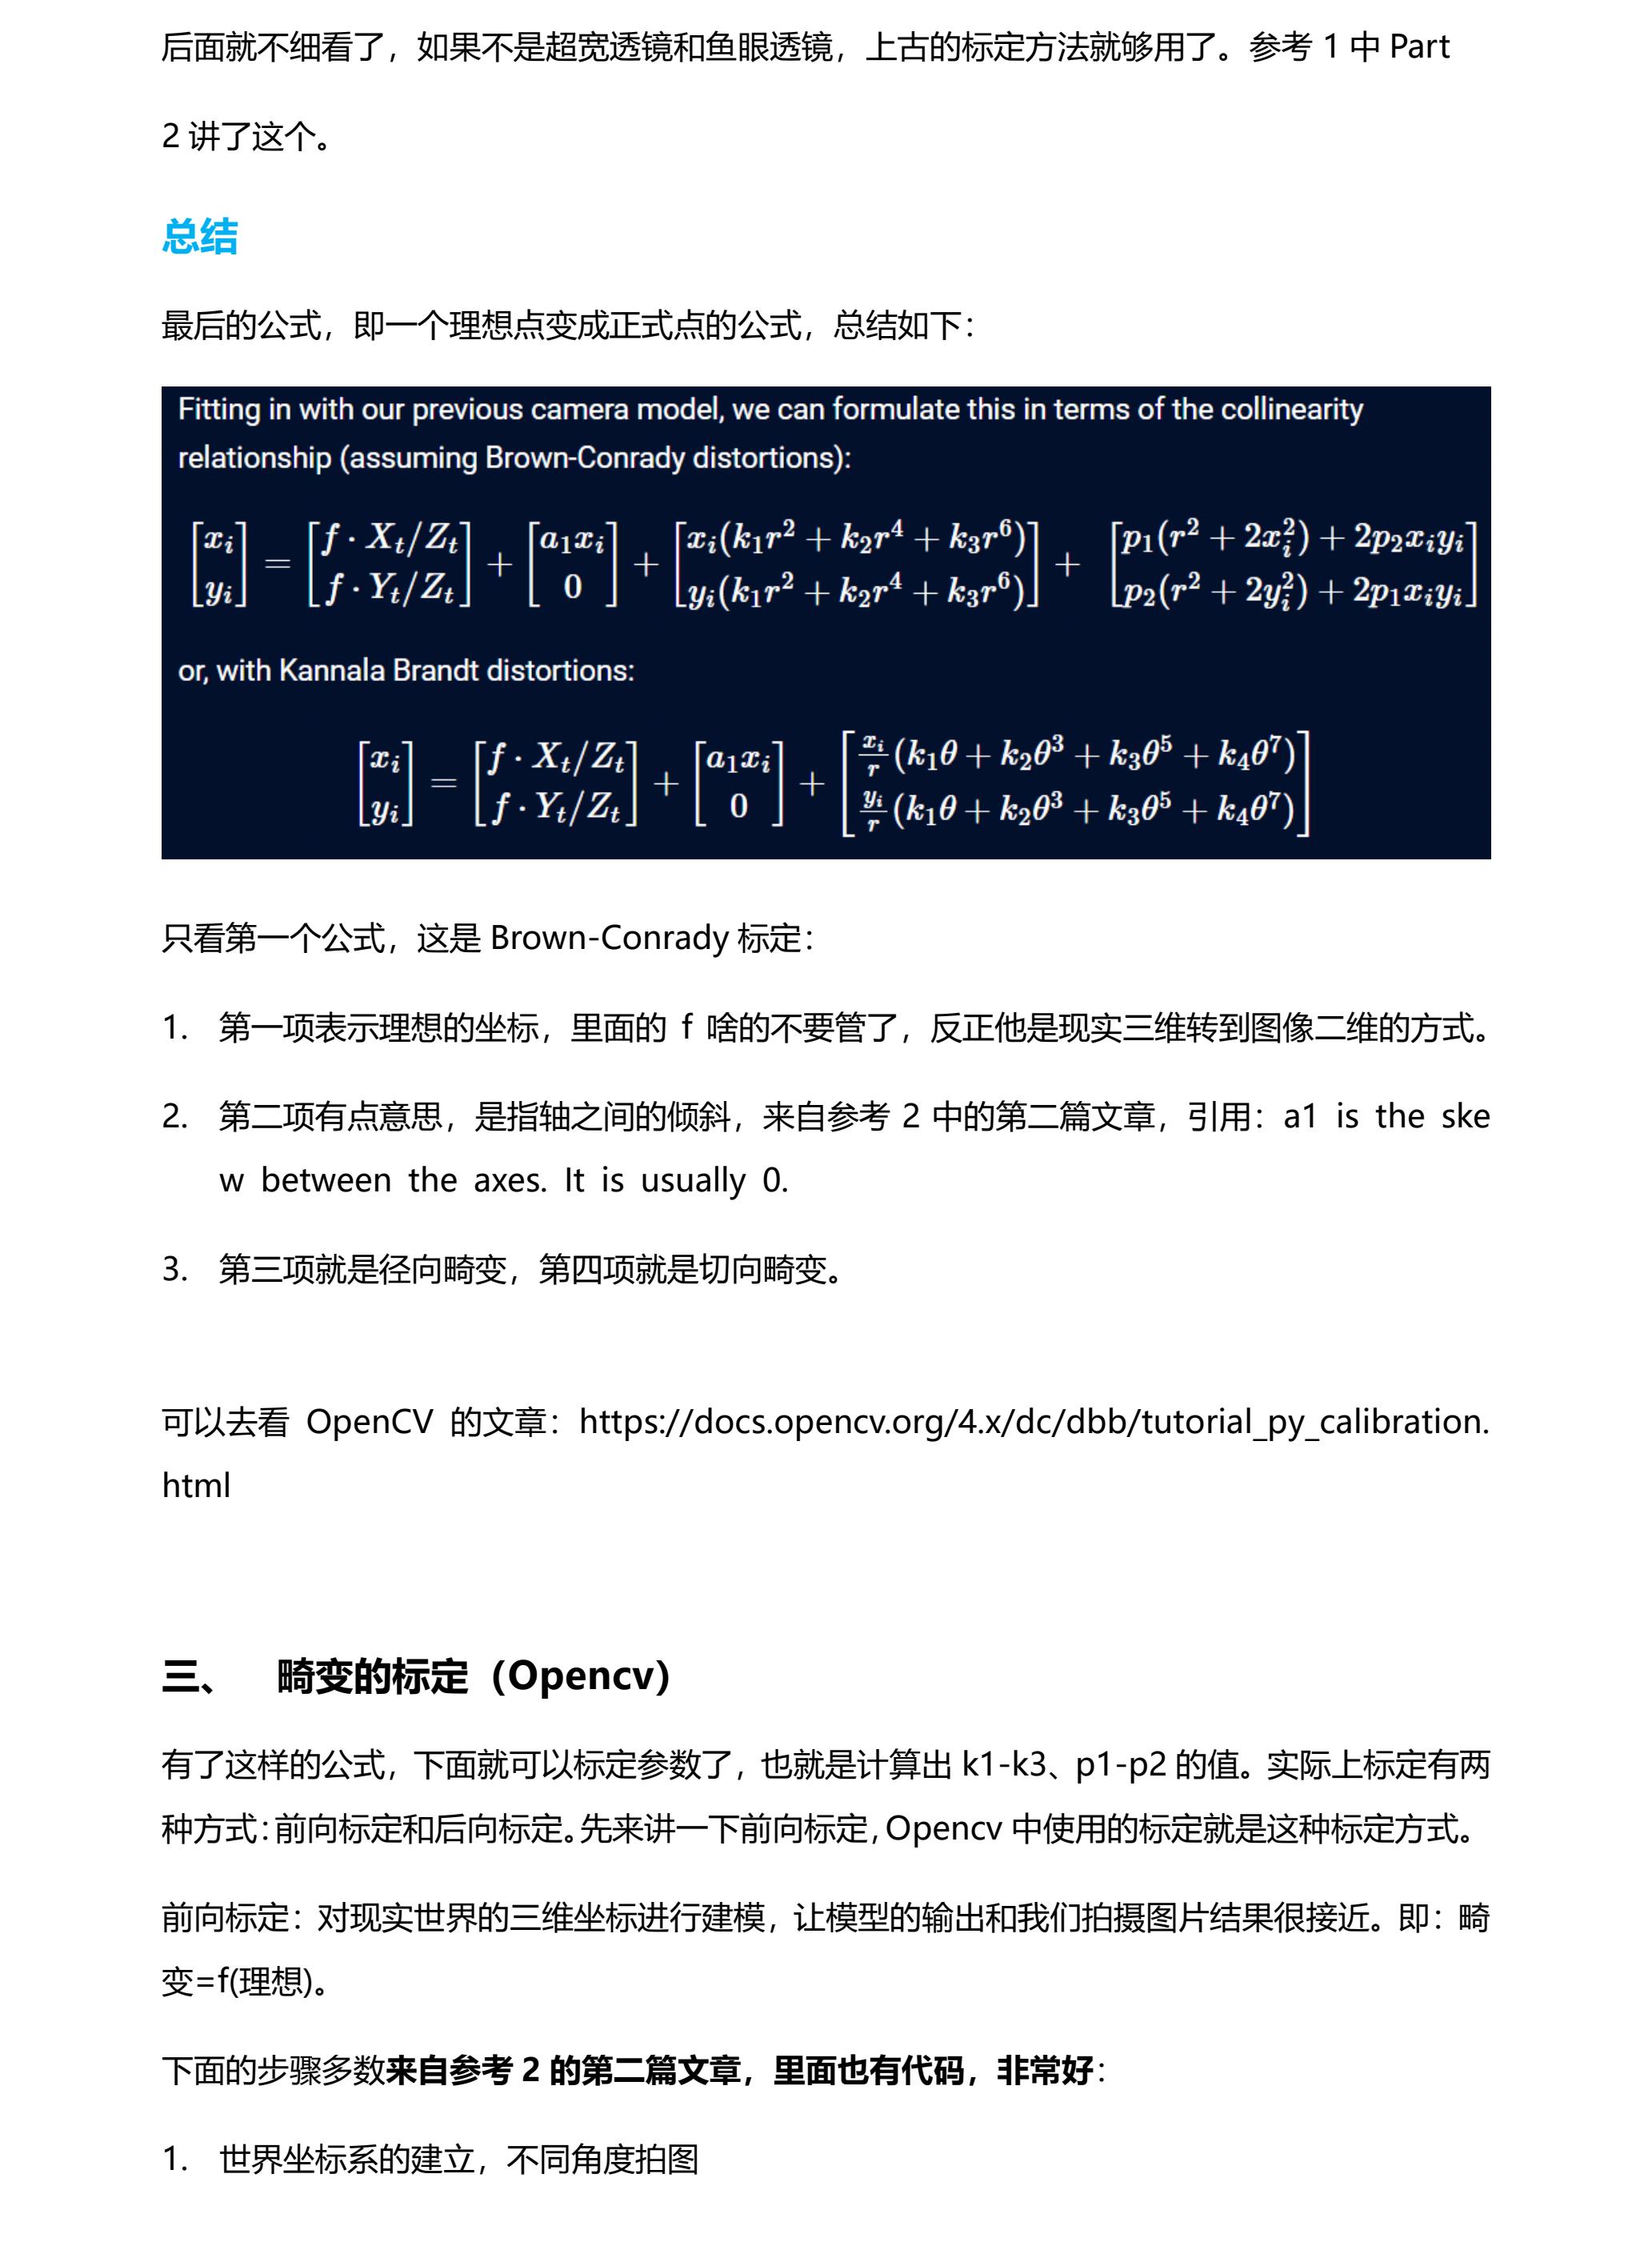 后面就不细看了，如果不是超宽透镜和鱼眼透镜，上古的标定方法就够用了。参考 1 中 Part
2 讲了这个。
总结
最后的公式，即一个理想点变成正式点的公式，总结如下：
Fitting in with our previous camera model, we can formulate this in terms of the collinearity
relationship (assuming Brown-Conrady distortions):
$$\begin{bmatrix} x_i \\ y_i \end{bmatrix} = \begin{bmatrix} f \cdot X_t/Z_t \\ f \cdot Y_t/Z_t \end{bmatrix} + \begin{bmatrix} a_1x_i \\ 0 \end{bmatrix} + \begin{bmatrix} x_i(k_1r^2 + k_2r^4 + k_3r^6) \\ y_i(k_1r^2 + k_2r^4 + k_3r^6) \end{bmatrix} + \begin{bmatrix} p_1(r^2 + 2x_i^2) + 2p_2x_iy_i \\ p_2(r^2 + 2y_i^2) + 2p_1x_iy_i \end{bmatrix}$$
or, with Kannala Brandt distortions:
$$\begin{bmatrix} x_i \\ y_i \end{bmatrix} = \begin{bmatrix} f \cdot X_t/Z_t \\ f \cdot Y_t/Z_t \end{bmatrix} + \begin{bmatrix} a_1x_i \\ 0 \end{bmatrix} + \begin{bmatrix} \frac{x_i}{r}(k_1\theta + k_2\theta^3 + k_3\theta^5 + k_4\theta^7) \\ \frac{y_i}{r}(k_1\theta + k_2\theta^3 + k_3\theta^5 + k_4\theta^7) \end{bmatrix}$$
只看第一个公式，这是 Brown-Conrady 标定：
1. 第一项表示理想的坐标，里面的 f 啥的不要管了，反正他是现实三维转到图像二维的方式。
2. 第二项有点意思，是指轴之间的倾斜，来自参考 2 中的第二篇文章，引用：a1 is the ske
w between the axes. It is usually 0.
3. 第三项就是径向畸变，第四项就是切向畸变。
可以去看 OpenCV 的文章：https://docs.opencv.org/4.x/dc/dbb/tutorial_py_calibration.
html
三、 畸变的标定（Opencv）
有了这样的公式，下面就可以标定参数了，也就是计算出 k1-k3、p1-p2 的值。实际上标定有两
种方式：前向标定和后向标定。先来讲一下前向标定，Opencv 中使用的标定就是这种标定方式。
前向标定：对现实世界的三维坐标进行建模，让模型的输出和我们拍摄图片结果很接近。即：畸
变=f(理想)。
下面的步骤多数来自参考 2 的第二篇文章，里面也有代码，非常好：
1. 世界坐标系的建立，不同角度拍图